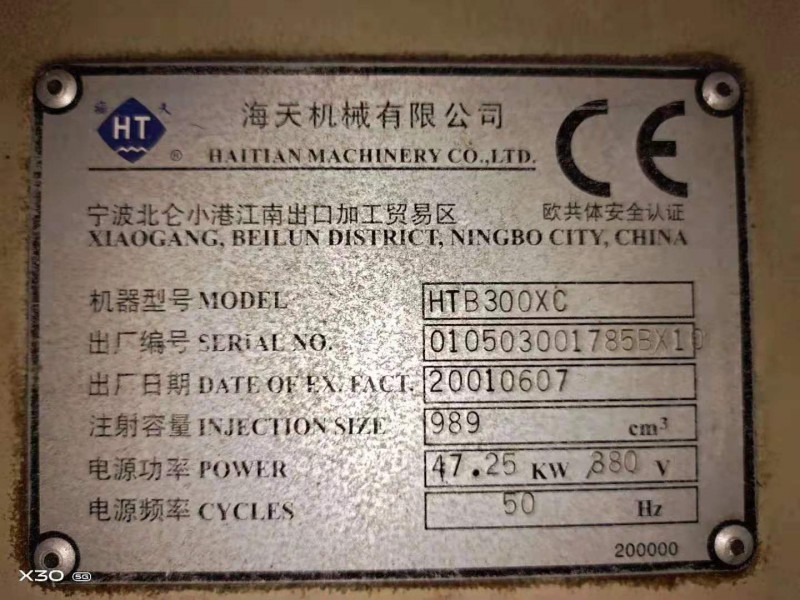 海天
HT
®
海天机械有限公司
HAITIAN MACHINERY CO.,LTD.
CE
宁波北仑小港江南出口加工贸易区
欧共体安全认证
XIAOGANG, BEILUN DISTRICT, NINGBO CITY, CHINA
机器型号 MODEL HTB300XC
出厂编号 SERIAL NO. 010503001785BX10
出厂日期 DATE OF EX. FACT. 20010607
注射容量 INJECTION SIZE 989 cm³
电源功率 POWER 47.25 KW /380 V
电源频率 CYCLES 50 Hz
200000
X30 5G